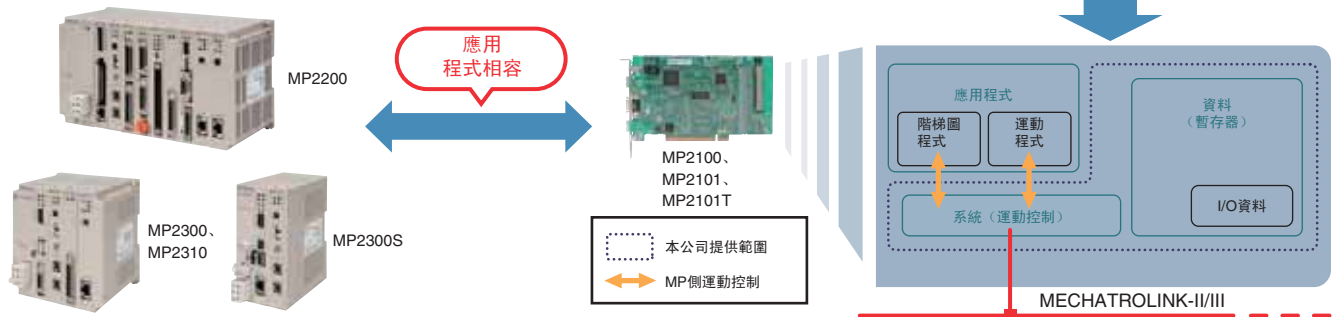 MP2200
MP2300、
MP2310
MP2300S
應用
程式相容
MP2100、
MP2101、
MP2101T
本公司提供範圍
MP側運動控制
應用程式
階梯圖
程式
運動
程式
系統（運動控制）
資料
（暫存器）
I/O資料
MECHATROLINK-II/III